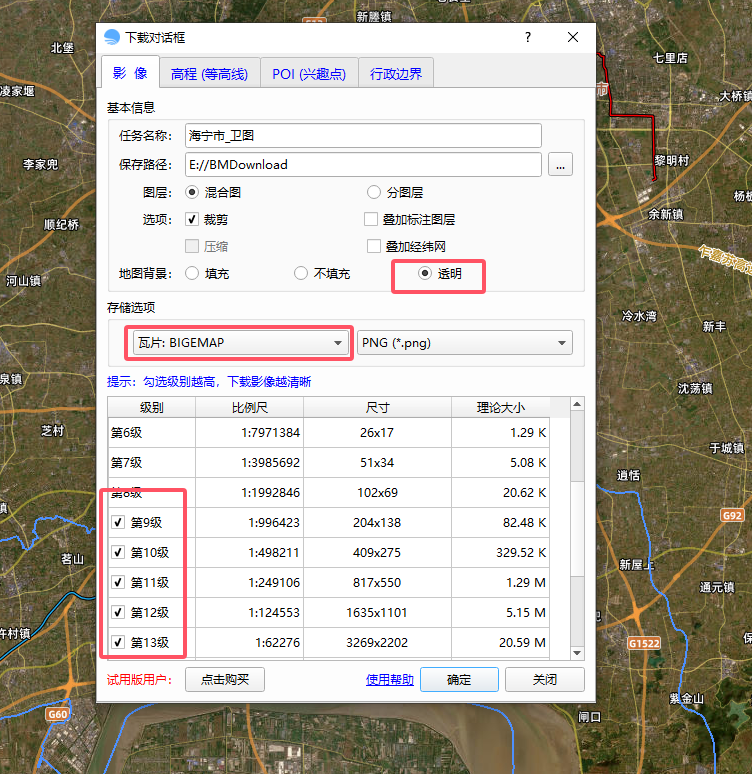 新塍镇
北堡
下载对话框
?
七里店
影 像
高程 (等高线)
POI (兴趣点)
行政边界
凌家堰
大桥镇
市
基本信息
任务名称:
海宁市_卫图
保存路径:
E://BMDownload
...
李家兜
黎明村
图层:
混合图
分图层
杨板
选项:
裁剪
叠加标注图层
余新镇
顺纪桥
压缩
叠加经纬网
乍嘉苏高速
地图背景:
填充
不填充
透明
河山镇
存储选项
冷水湾
新丰
瓦片: BIGEMAP
PNG (*.png)
泉镇
提示: 勾选级别越高, 下载影像越清晰
沈荡镇
级别
比例尺
尺寸
理论大小
芝村
第6级
1:7971384
26x17
1.29 K
于城镇
第7级
1:3985692
51x34
5.08 K
逍恬
第8级
1:1992846
102x69
20.62 K
第9级
1:996423
204x138
82.48 K
G92
第10级
1:498211
409x275
329.52 K
茗山
新屋上
第11级
1:249106
817x550
1.29 M
通元镇
第12级
1:124553
1635x1101
5.15 M
许村镇
第13级
1:62276
3269x2202
20.59 M
G1522
试用版用户:
点击购买
使用帮助
确定
关闭
紫金山
G60
闸口